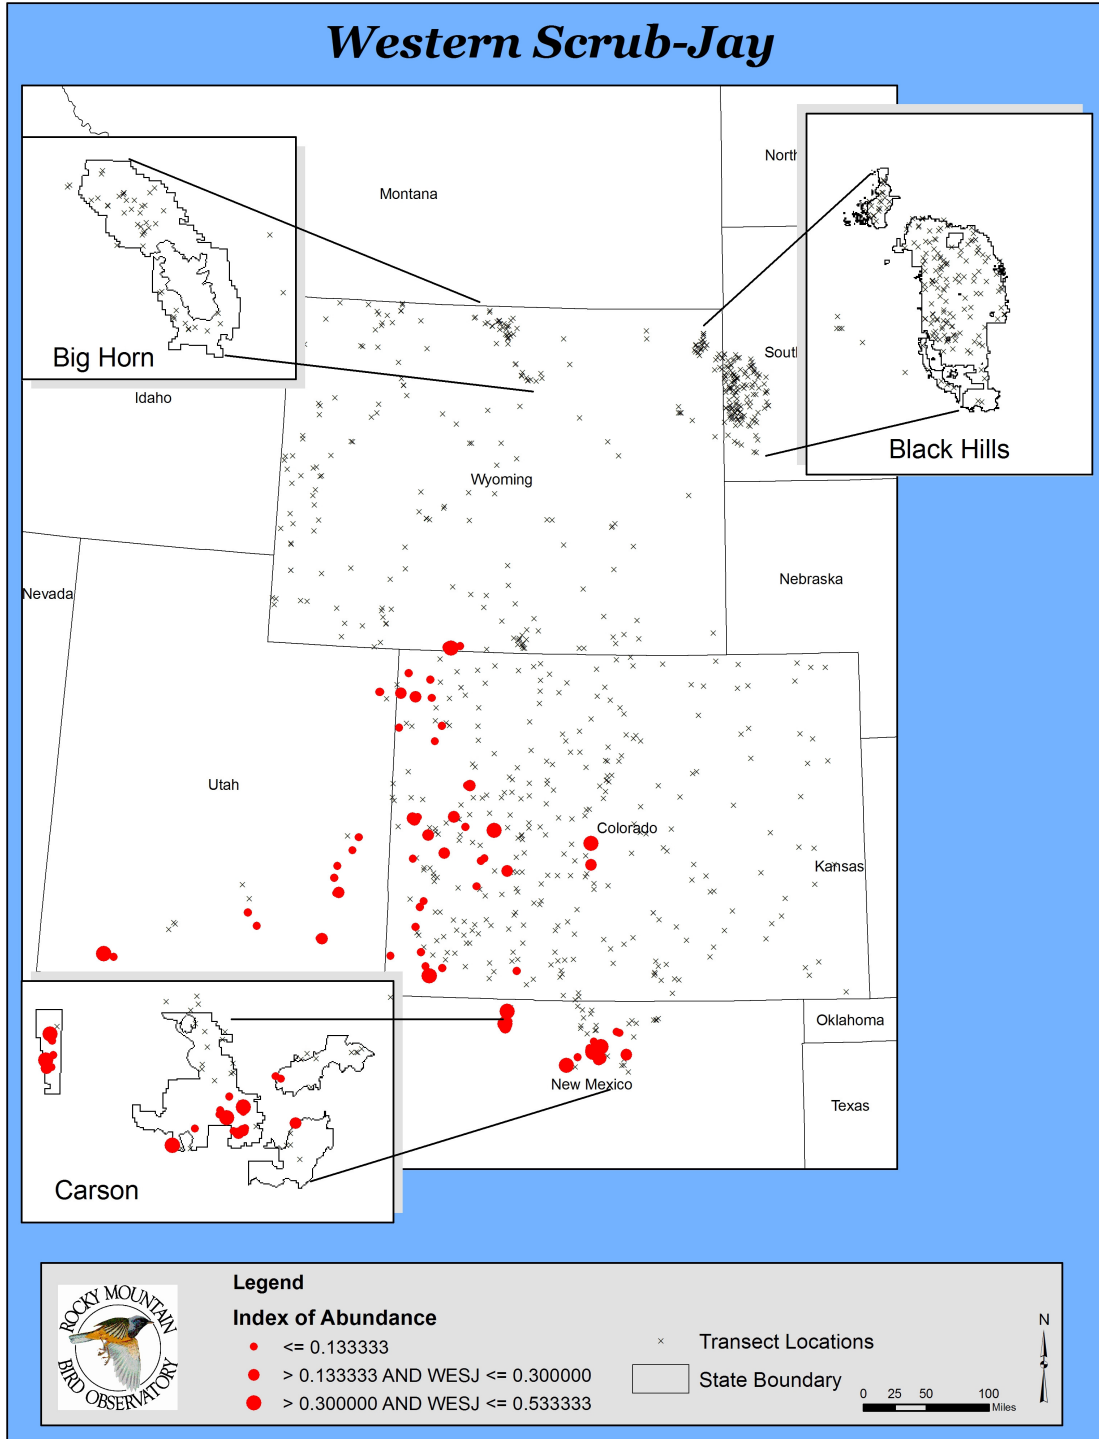 Western Scrub-Jay
Montana
North
South
Big Horn
Idaho
Black Hills
Wyoming
Nebraska
Nevada
Utah
Colorado
Kansas
Oklahoma
New Mexico
Texas
Carson
Legend
Index of Abundance
<= 0.133333
> 0.133333 AND WESJ <= 0.300000
> 0.300000 AND WESJ <= 0.533333
Transect Locations
State Boundary
ROCKY MOUNTAIN
BIRD OBSERVATORY
N
0 25 50 100
Miles